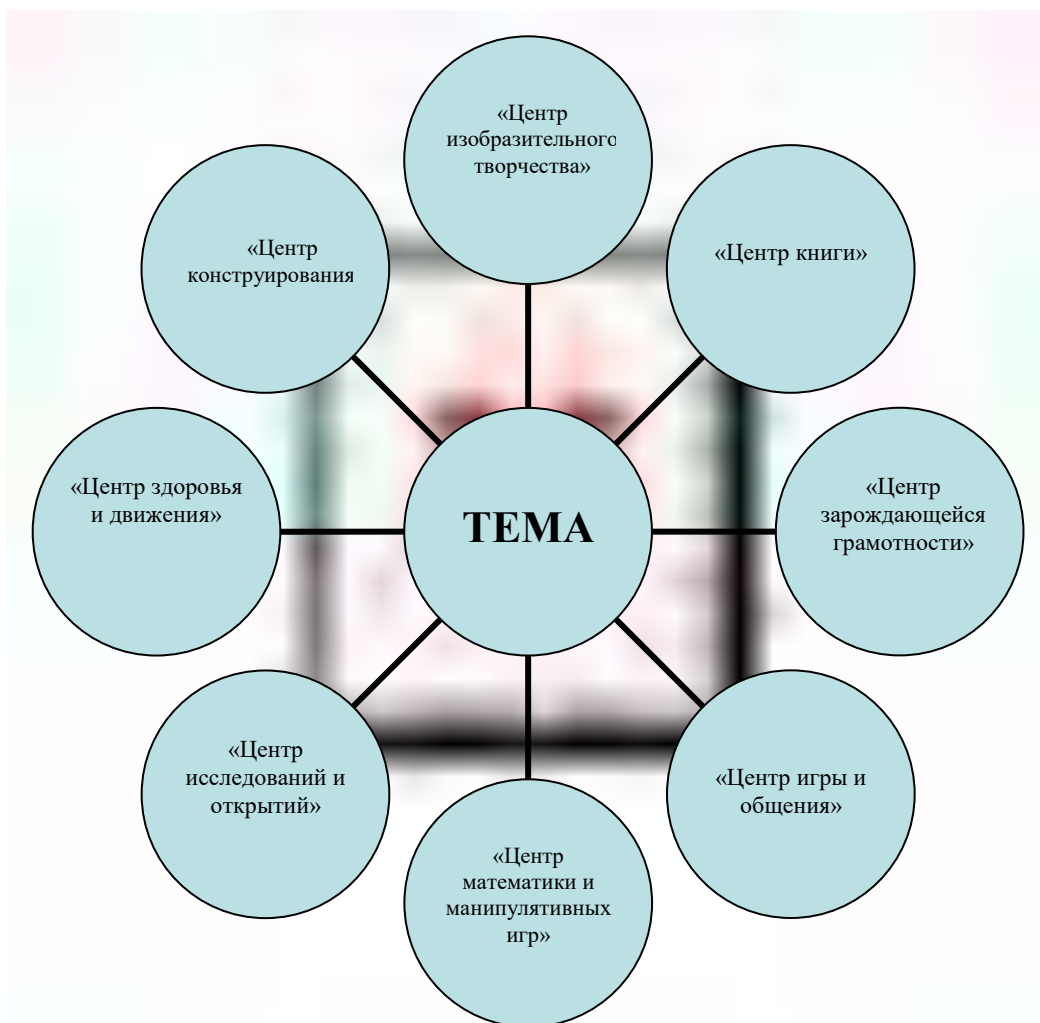 «Центр
изобразительного
творчества»
«Центр
конструирования
«Центр книги»
«Центр здоровья
и движения»
ТЕМА
«Центр
зарождающейся
грамотности»
«Центр
исследований и
открытий»
«Центр игры и
общения»
«Центр
математики и
манипулятивных
игр»